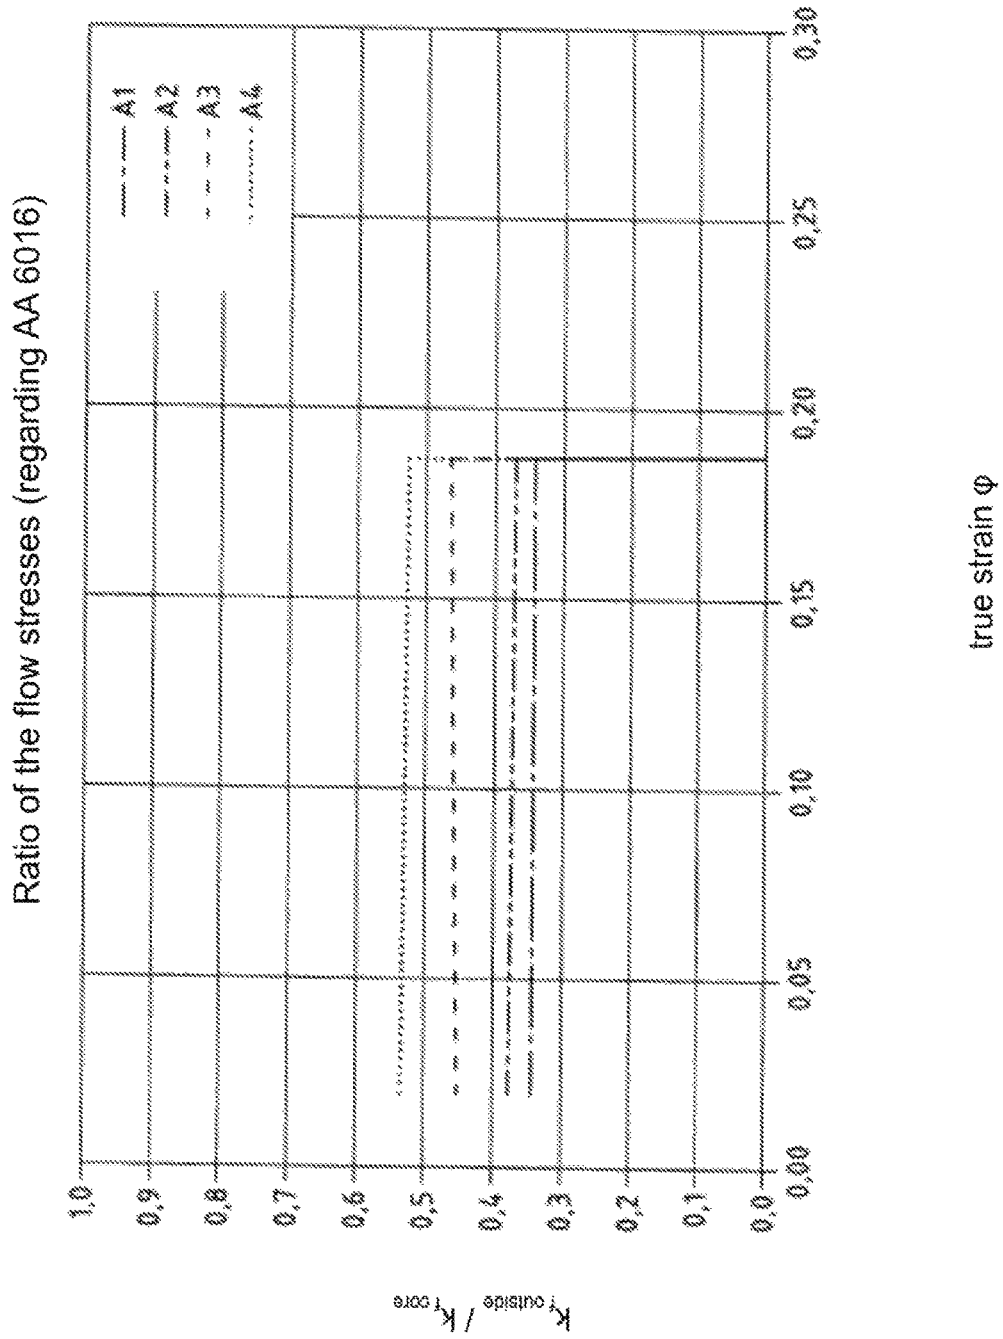 Ratio of the flow stresses (regarding AA 6016)
A1
A2
A3
A4
1,0
0,9
0,8
0,7
0,6
0,5
0,4
0,3
0,2
0,1
0,0
0,00
0,05
0,10
0,15
0,20
0,25
0,30
K f outside / K f core
true strain φ